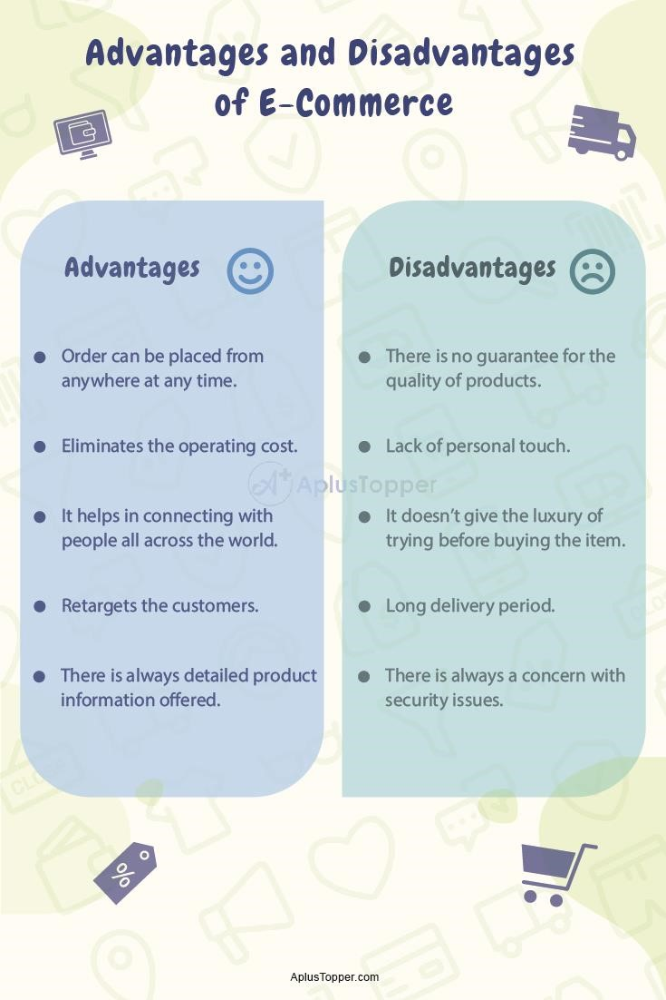 Advantages and Disadvantages
of E-Commerce
Advantages
Order can be placed from
anywhere at any time.
Eliminates the operating cost.
It helps in connecting with
people all across the world.
Retargets the customers.
There is always detailed product
information offered.
Disadvantages
There is no guarantee for the
quality of products.
Lack of personal touch.
It doesn’t give the luxury of
trying before buying the item.
Long delivery period.
There is always a concern with
security issues.
A+ AplusTopper
%
AplusTopper.com